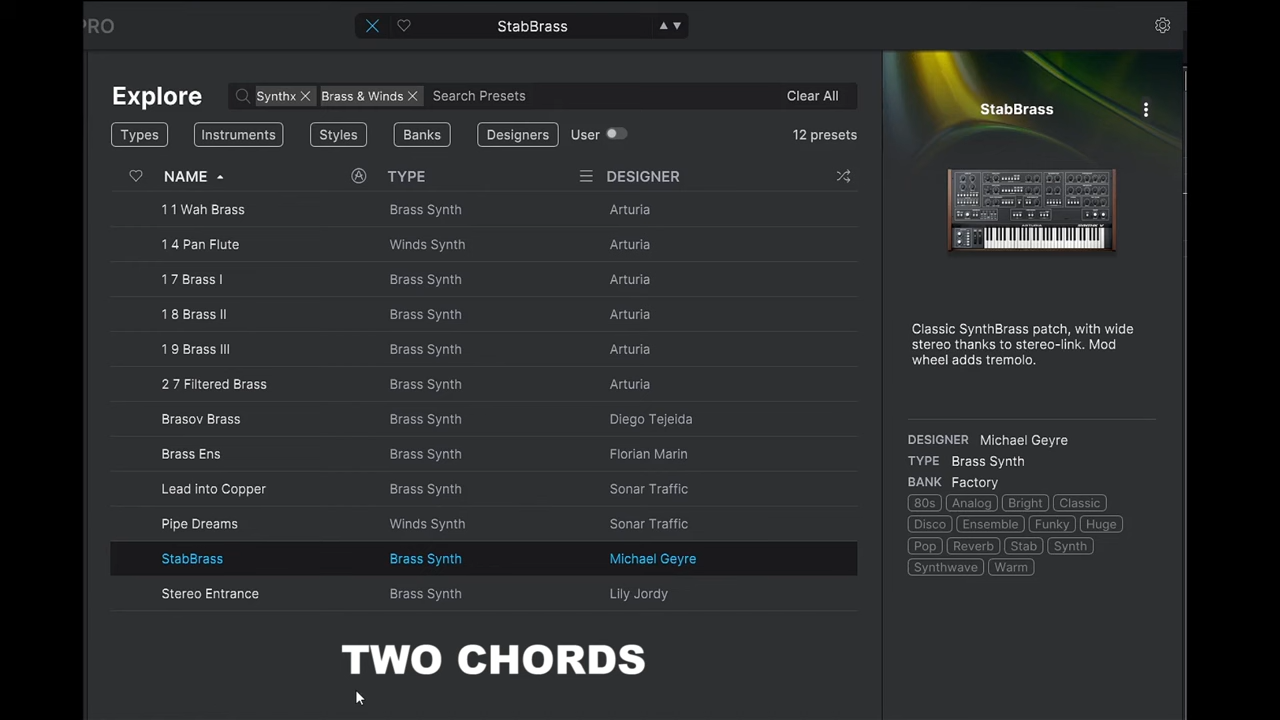 PRO
StabBrass
Explore
Synthx
Brass & Winds
Search Presets
Clear All
Types
Instruments
Styles
Banks
Designers
User
12 presets
NAME TYPE DESIGNER
1 1 Wah Brass Brass Synth Arturia
1 4 Pan Flute Winds Synth Arturia
1 7 Brass I Brass Synth Arturia
1 8 Brass II Brass Synth Arturia
1 9 Brass III Brass Synth Arturia
2 7 Filtered Brass Brass Synth Arturia
Brasov Brass Brass Synth Diego Tejeida
Brass Ens Brass Synth Florian Marin
Lead into Copper Brass Synth Sonar Traffic
Pipe Dreams Winds Synth Sonar Traffic
StabBrass Brass Synth Michael Geyre
Stereo Entrance Brass Synth Lily Jordy
TWO CHORDS
StabBrass
Classic SynthBrass patch, with wide
stereo thanks to stereo-link. Mod
wheel adds tremolo.
DESIGNER Michael Geyre
TYPE Brass Synth
BANK Factory
80s Analog Bright Classic
Disco Ensemble Funky Huge
Pop Reverb Stab Synth
Synthwave Warm